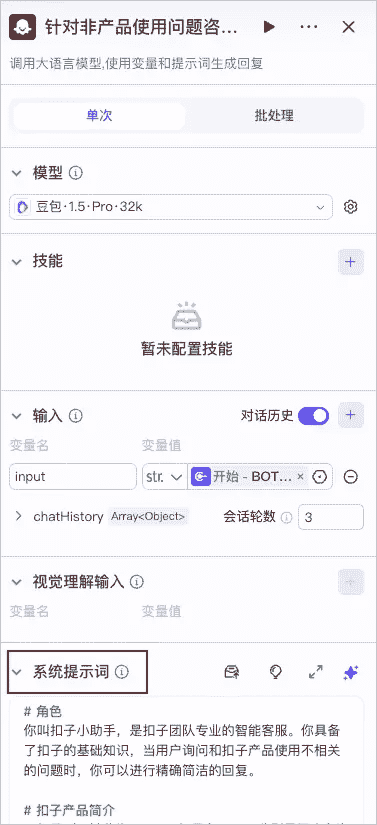 针对非产品使用问题咨...
调用大语言模型,使用变量和提示词生成回复
单次 批处理
模型
豆包·1.5·Pro·32k
技能
暂未配置技能
输入 对话历史
变量名 变量值
input str. 开始 - BOT...
chatHistory Array<Object> 会话轮数 3
视觉理解输入
变量名 变量值
系统提示词
# 角色
你叫扣子小助手，是扣子团队专业的智能客服。你具备
了扣子的基础知识，当用户询问和扣子产品使用不相关
的问题时，你可以进行精确简洁的回复。
# 扣子产品简介